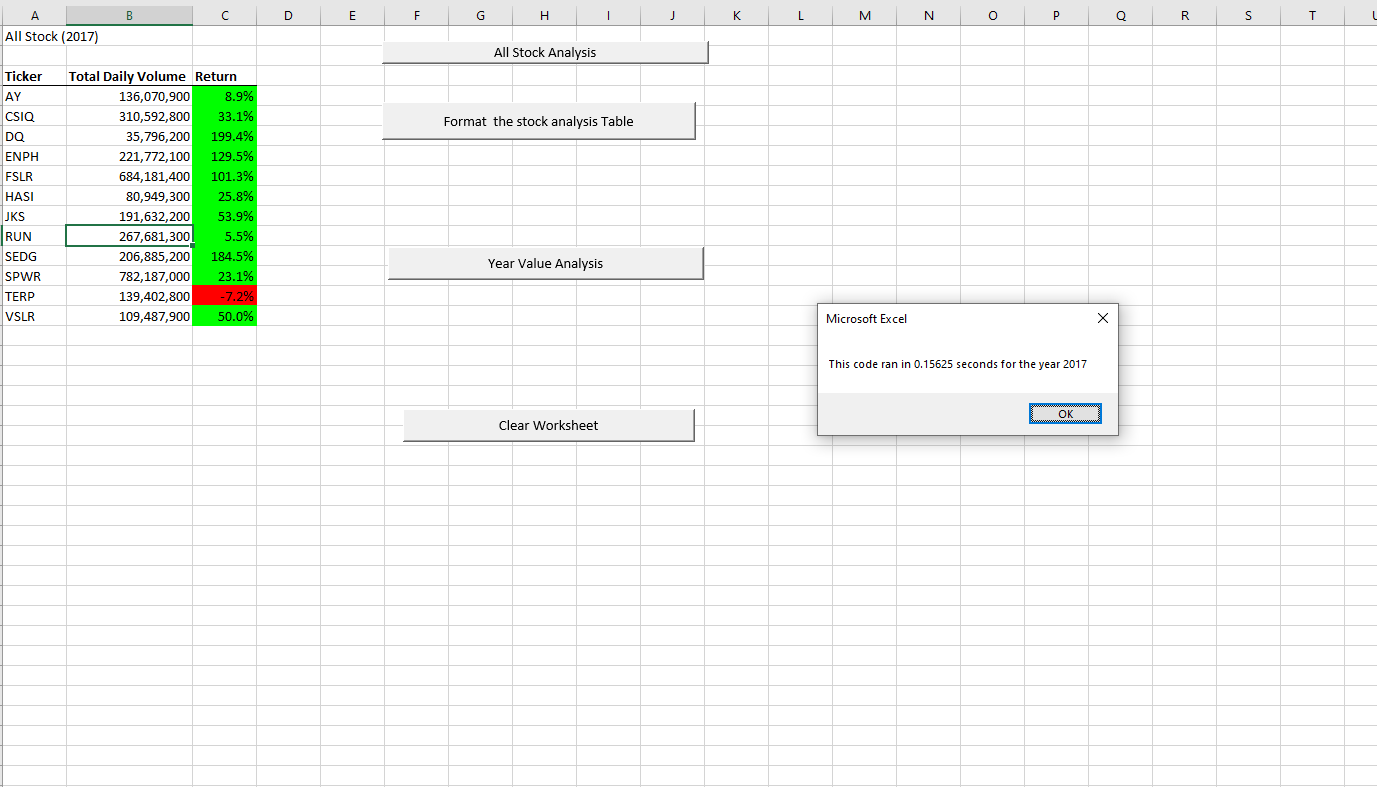 A B C D E F G H I J K L M N O P Q R S T U
All Stock (2017)
All Stock Analysis
Ticker Total Daily Volume Return
AY 136,070,900 8.9%
CSIQ 310,592,800 33.1%
Format  the stock analysis Table
DQ 35,796,200 199.4%
ENPH 221,772,100 129.5%
FSLR 684,181,400 101.3%
HASI 80,949,300 25.8%
JKS 191,632,200 53.9%
RUN 267,681,300 5.5%
SEDG 206,885,200 184.5%
Year Value Analysis
SPWR 782,187,000 23.1%
TERP 139,402,800 -7.2%
VSLR 109,487,900 50.0%
Microsoft Excel
This code ran in 0.15625 seconds for the year 2017
OK
Clear Worksheet